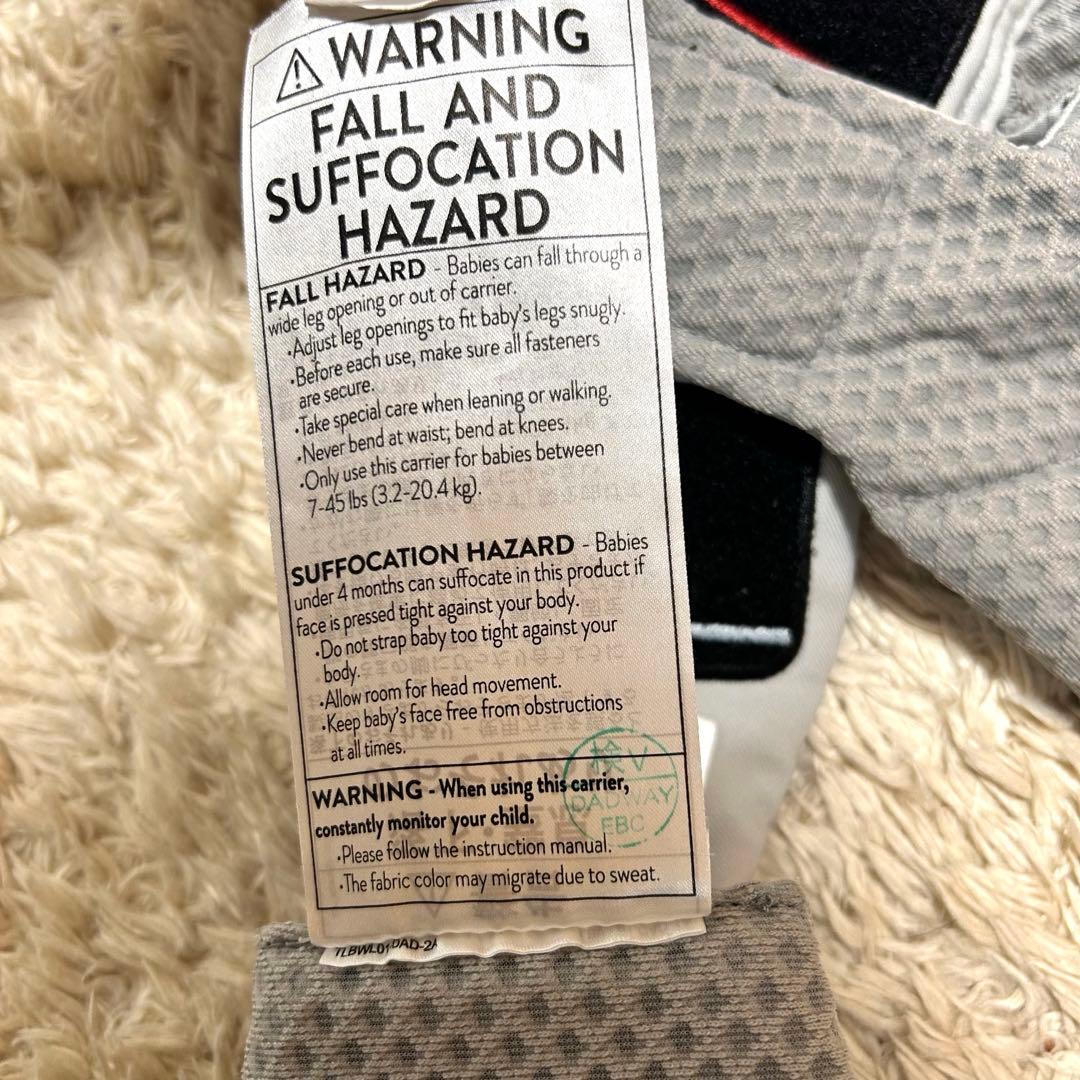 WARNING
FALL AND
SUFFOCATION
HAZARD
FALL HAZARD - Babies can fall through a
wide leg opening or out of carrier.
•Adjust leg openings to fit baby's legs snugly.
•Before each use, make sure all fasteners
are secure.
•Take special care when leaning or walking.
•Never bend at waist; bend at knees.
•Only use this carrier for babies between
7-45 lbs (3.2-20.4 kg).
SUFFOCATION HAZARD - Babies
under 4 months can suffocate in this product if
face is pressed tight against your body.
•Do not strap baby too tight against your
body.
•Allow room for head movement.
•Keep baby's face free from obstructions
at all times.
検V
DADWAY
EBC
WARNING - When using this carrier,
constantly monitor your child.
•Please follow the instruction manual.
•The fabric color may migrate due to sweat.